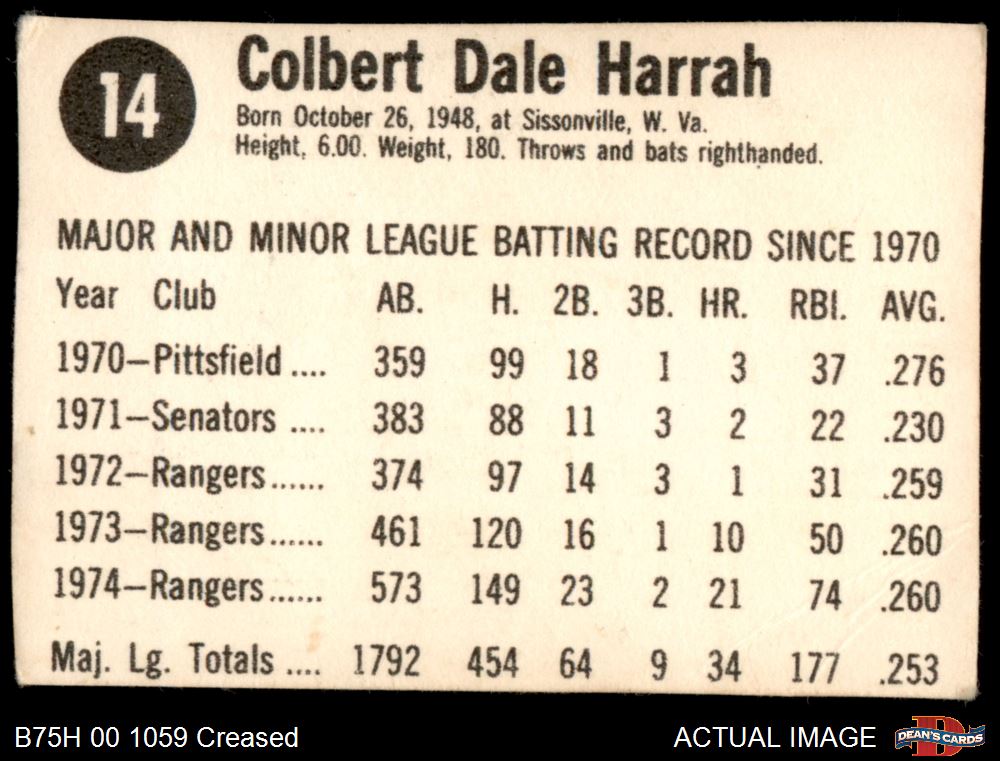 14
Colbert Dale Harrah
Born October 26, 1948, at Sissonville, W. Va.
Height, 6.00. Weight, 180. Throws and bats righthanded.
MAJOR AND MINOR LEAGUE BATTING RECORD SINCE 1970
Year Club AB. H. 2B. 3B. HR. RBI. AVG.
1970—Pittsfield .... 359 99 18 1 3 37 .276
1971—Senators .... 383 88 11 3 2 22 .230
1972—Rangers...... 374 97 14 3 1 31 .259
1973—Rangers...... 461 120 16 1 10 50 .260
1974—Rangers...... 573 149 23 2 21 74 .260
Maj. Lg. Totals .... 1792 454 64 9 34 177 .253
B75H 00 1059 Creased ACTUAL IMAGE DEAN'S CARDS